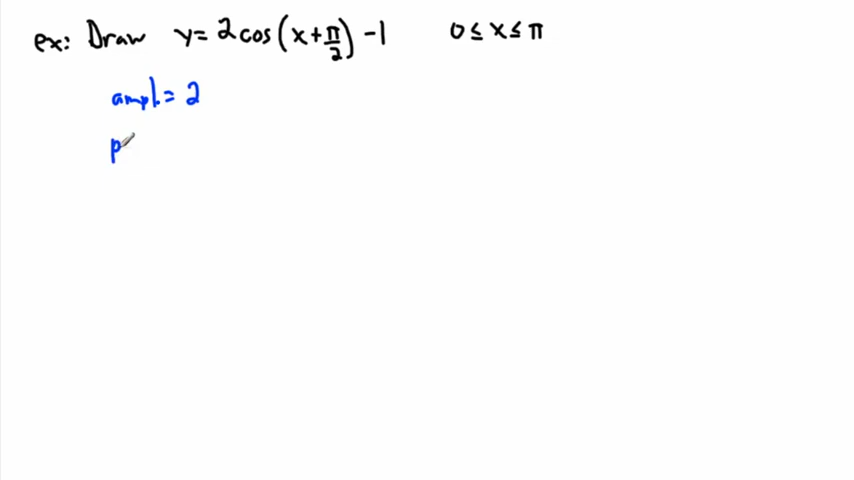 ex: Draw y = 2cos(x + π/2) - 1 0 ≤ x ≤ π
ampl. = 2
p